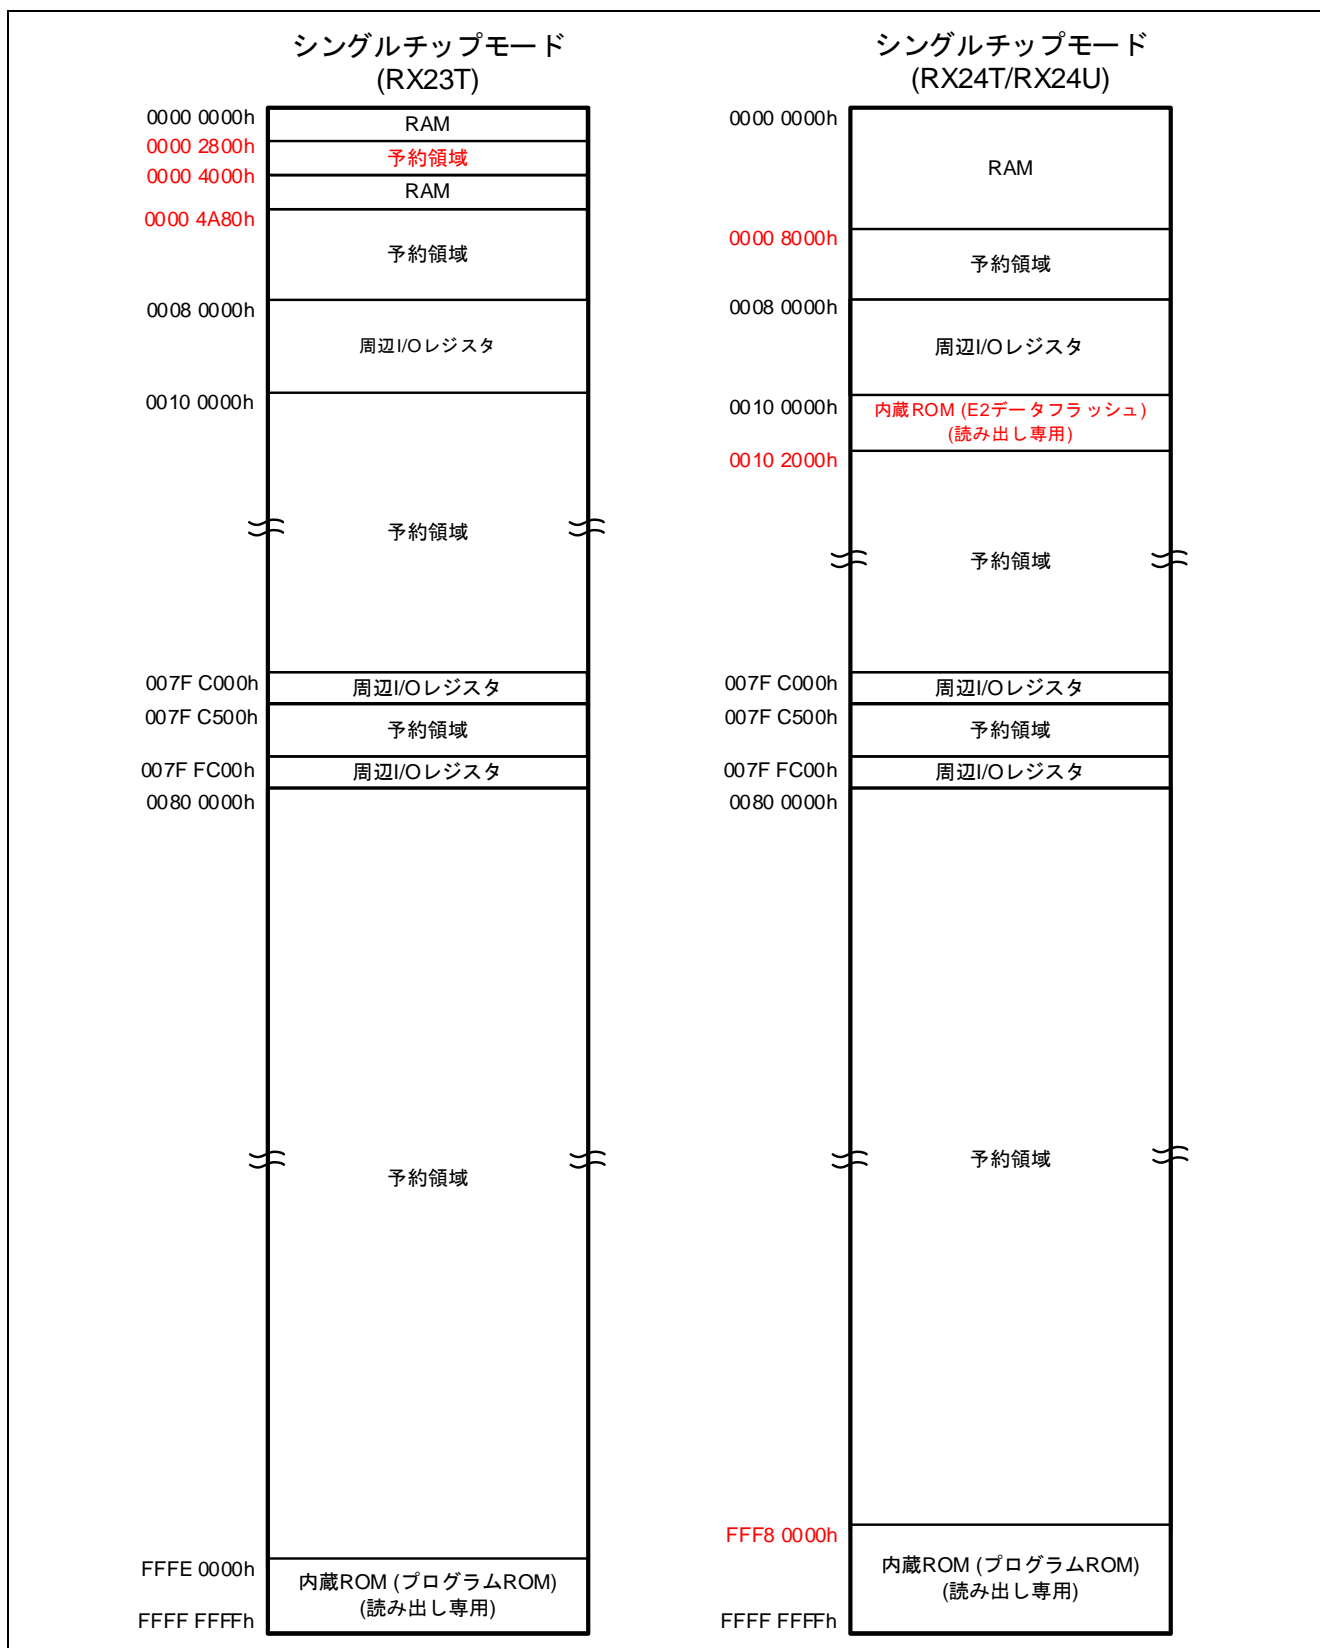 シングルチップモード
(RX23T)
0000 0000h
RAM
0000 2800h
予約領域
0000 4000h
RAM
0000 4A80h
予約領域
0008 0000h
周辺I/Oレジスタ
0010 0000h
予約領域
007F C000h
周辺I/Oレジスタ
007F C500h
予約領域
007F FC00h
周辺I/Oレジスタ
0080 0000h
予約領域
FFFE 0000h
内蔵ROM (プログラムROM)
(読み出し専用)
FFFF FFFFh
シングルチップモード
(RX24T/RX24U)
0000 0000h
RAM
0000 8000h
予約領域
0008 0000h
周辺I/Oレジスタ
0010 0000h
内蔵ROM (E2データフラッシュ)
(読み出し専用)
0010 2000h
予約領域
007F C000h
周辺I/Oレジスタ
007F C500h
予約領域
007F FC00h
周辺I/Oレジスタ
0080 0000h
予約領域
FFF8 0000h
内蔵ROM (プログラムROM)
(読み出し専用)
FFFF FFFFh